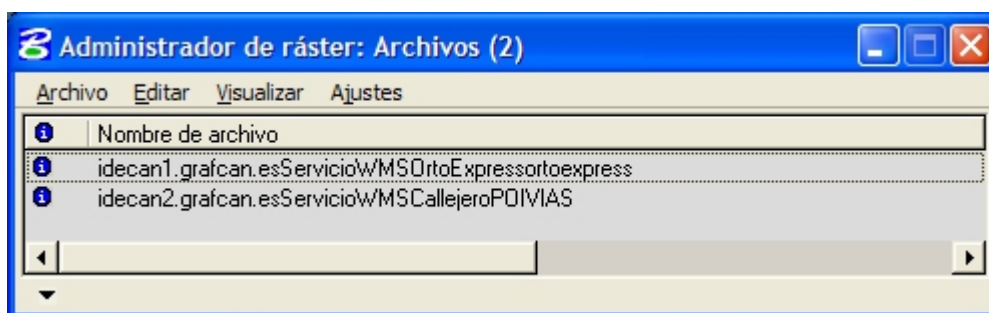 Administrador de ráster: Archivos (2)
Archivo Editar Visualizar Ajustes
Nombre de archivo
idecan1.grafcan.esServicioWMSOrtoExpressortoexpress
idecan2.grafcan.esServicioWMSCallejeroPOIVIAS